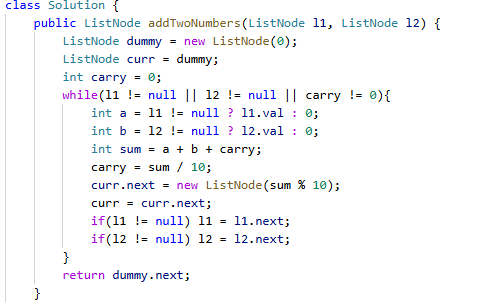 class Solution {
    public ListNode addTwoNumbers(ListNode l1, ListNode l2) {
        ListNode dummy = new ListNode(0);
        ListNode curr = dummy;
        int carry = 0;
        while(l1 != null || l2 != null || carry != 0){
            int a = l1 != null ? l1.val : 0;
            int b = l2 != null ? l2.val : 0;
            int sum = a + b + carry;
            carry = sum / 10;
            curr.next = new ListNode(sum % 10);
            curr = curr.next;
            if(l1 != null) l1 = l1.next;
            if(l2 != null) l2 = l2.next;
        }
        return dummy.next;
    }